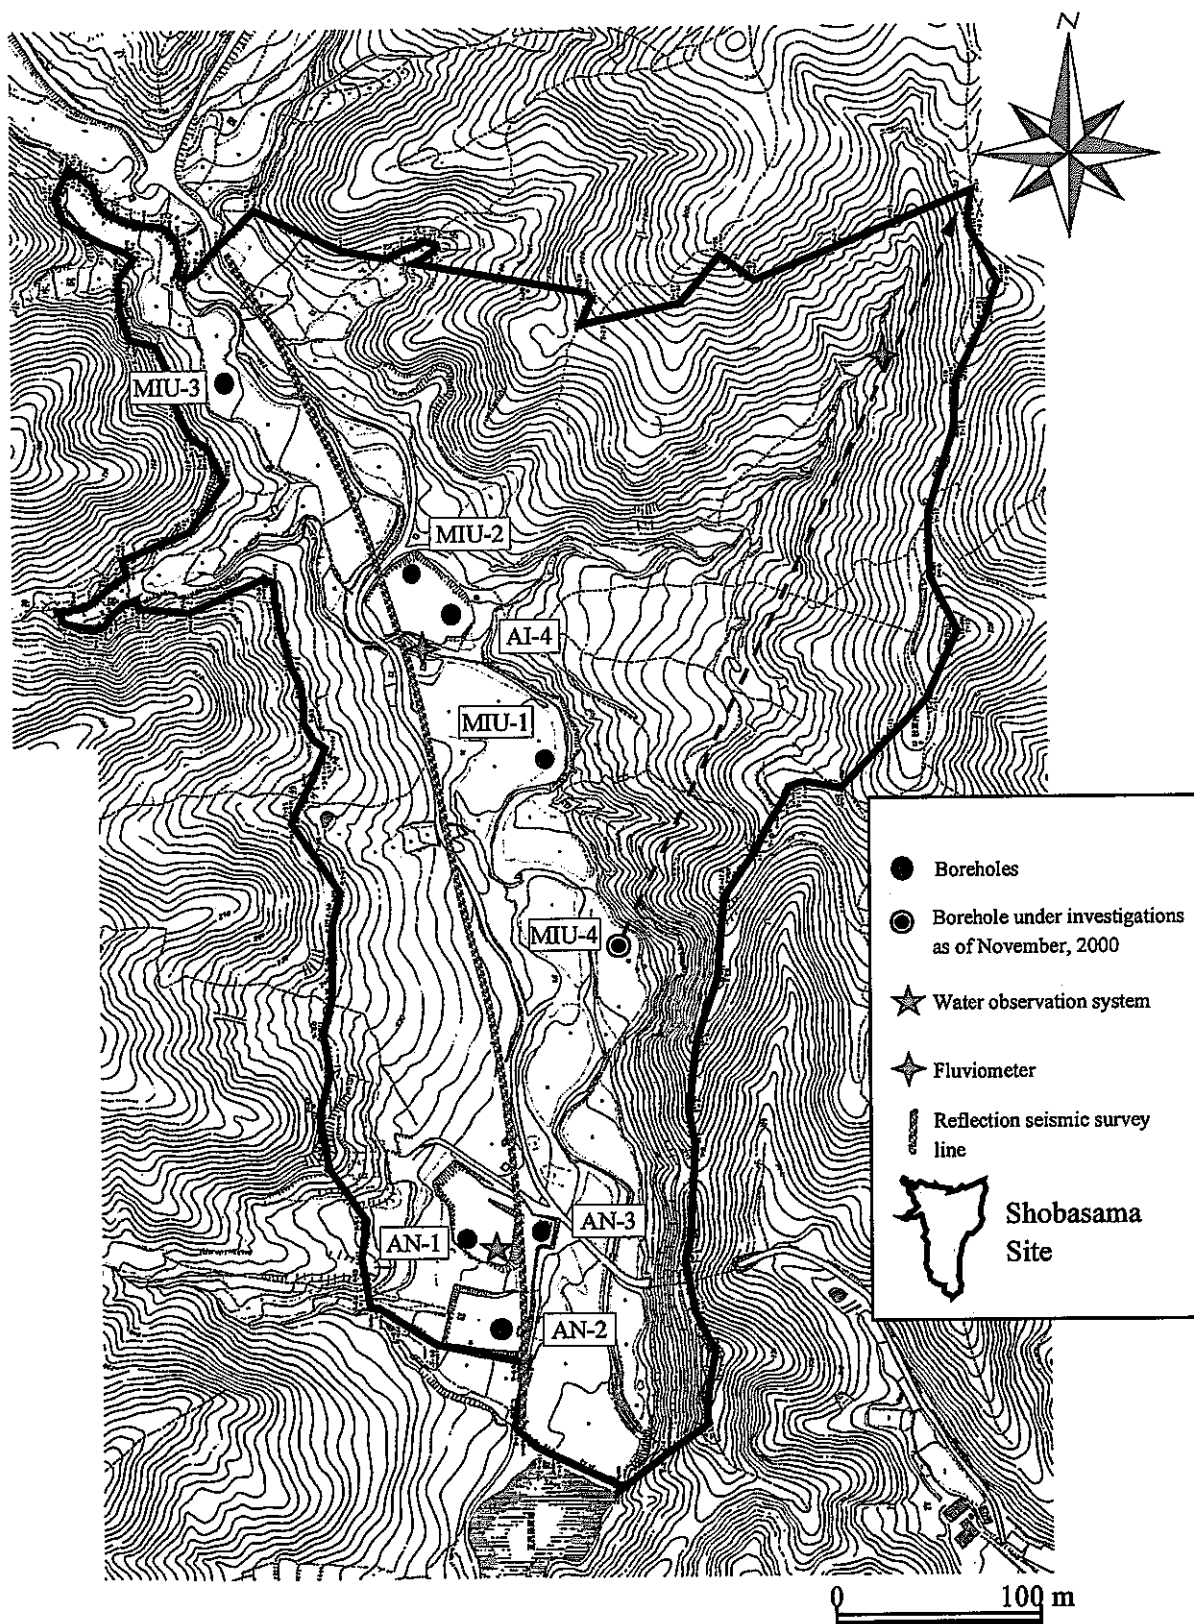 N
MIU-3
MIU-2
AI-4
MIU-1
MIU-4
AN-3
AN-1
AN-2
Boreholes
Borehole under investigations
as of November, 2000
Water observation system
Fluviometer
Reflection seismic survey
line
Shobasama
Site
0 100 m